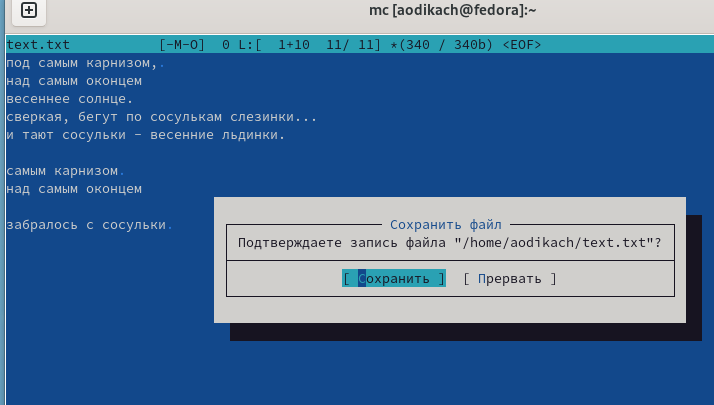 mc [aodikach@fedora]:~
text.txt [-M-O] 0 L:[ 1+10 11/ 11] *(340 / 340b) <EOF>
под самым карнизом,.
над самым оконцем
весеннее солнце.
сверкая, бегут по сосулькам слезинки...
и тают сосульки – весенние льдинки.
самым карнизом.
над самым оконцем
забралось с сосульки.
Сохранить файл
Подтверждаете запись файла "/home/aodikach/text.txt"?
[ Сохранить ] [ Прервать ]